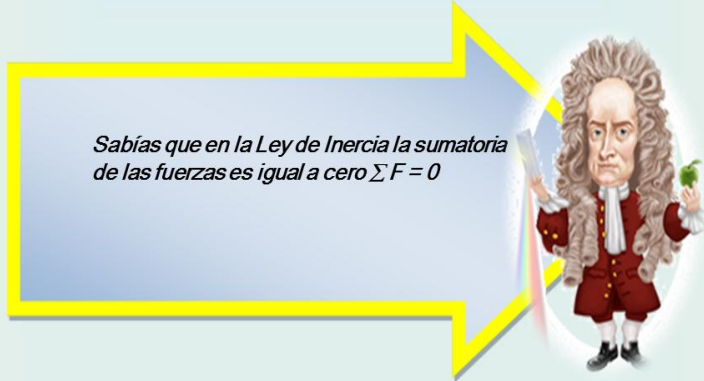 Sabías que en la Ley de Inercia la sumatoria
de las fuerzas es igual a cero ∑ F = 0